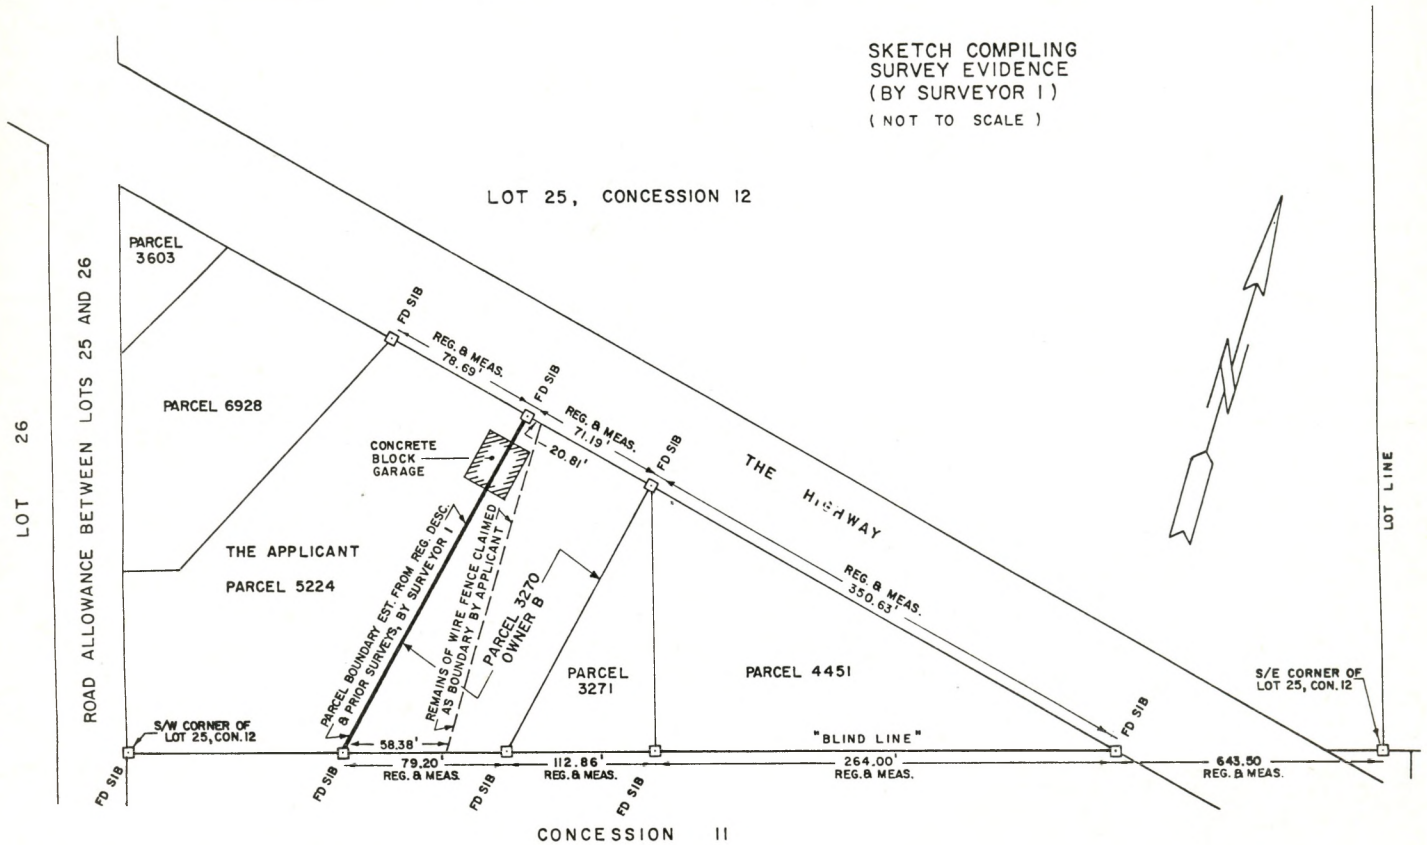 SKETCH COMPILING
SURVEY EVIDENCE
(BY SURVEYOR I)
(NOT TO SCALE)
LOT 25, CONCESSION 12
PARCEL
3603
LOT 26
ROAD ALLOWANCE BETWEEN LOTS 25 AND 26
FD SIB
REG. & MEAS.
78.69'
FD SIB
REG. & MEAS.
71.19'
FD SIB
PARCEL 6928
CONCRETE
BLOCK
GARAGE
20.81'
THE HIGHWAY
N
LOT LINE
THE APPLICANT
PARCEL 5224
PARCEL BOUNDARY EST. FROM REG. DESC.
& PRIOR SURVEYS, BY SURVEYOR I
REMAINS OF WIRE FENCE CLAIMED
AS BOUNDARY BY APPLICANT
PARCEL 3270
OWNER B
REG. & MEAS.
350.63'
PARCEL
3271
PARCEL 4451
S/E CORNER OF
LOT 25, CON. 12
S/W CORNER OF
LOT 25, CON. 12
FD SIB
58.38'
"BLIND LINE"
79.20'
REG. & MEAS.
112.86'
REG. & MEAS.
264.00'
REG. & MEAS.
643.50
REG. & MEAS.
FD SIB
FD SIB
FD SIB
FD SIB
CONCESSION 11